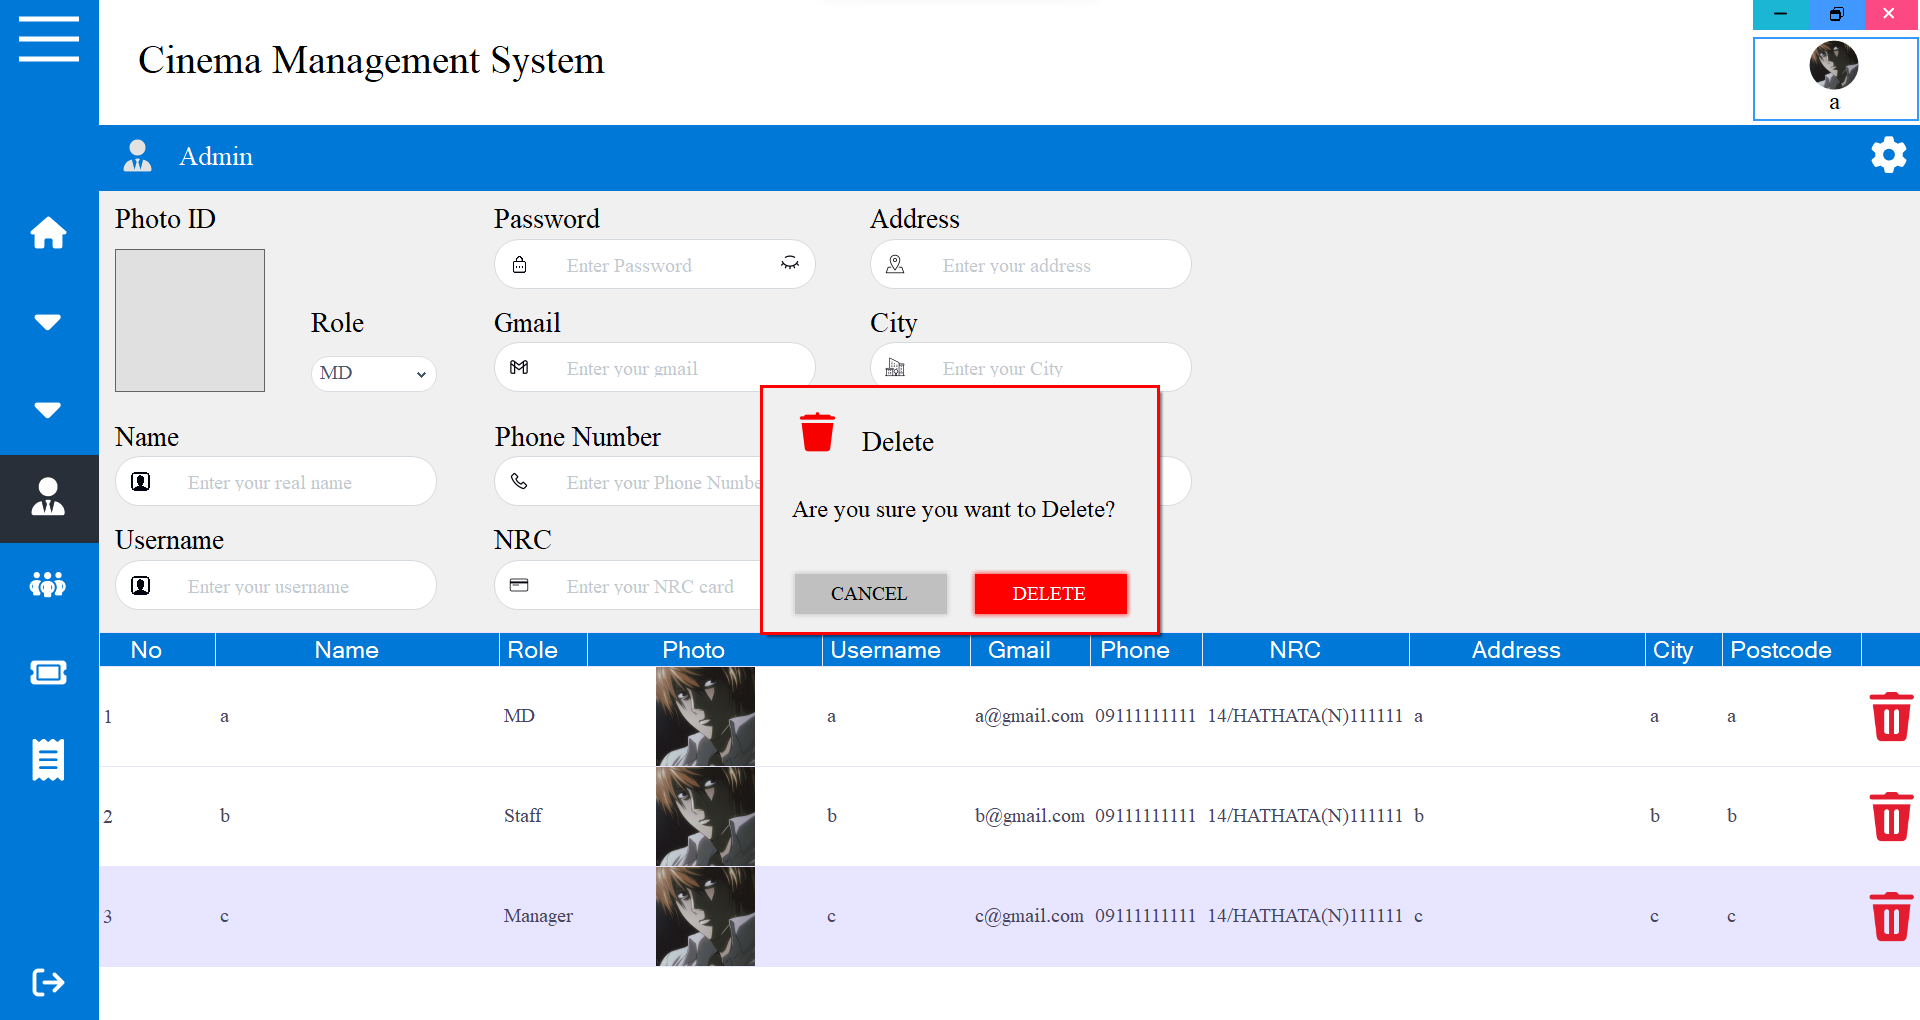 Cinema Management System
a
Admin
Photo ID
Password
Address
Enter Password
Enter your address
Role
Gmail
City
MD
Enter your gmail
Enter your City
Name
Phone Number
Enter your real name
Enter your Phone Numbe
Delete
Are you sure you want to Delete?
Username
NRC
Enter your username
Enter your NRC card
CANCEL
DELETE
No Name Role Photo Username Gmail Phone NRC Address City Postcode
1 a MD a a@gmail.com 09111111111 14/HATHATA(N)111111 a a a
2 b Staff b b@gmail.com 09111111111 14/HATHATA(N)111111 b b b
3 c Manager c c@gmail.com 09111111111 14/HATHATA(N)111111 c c c